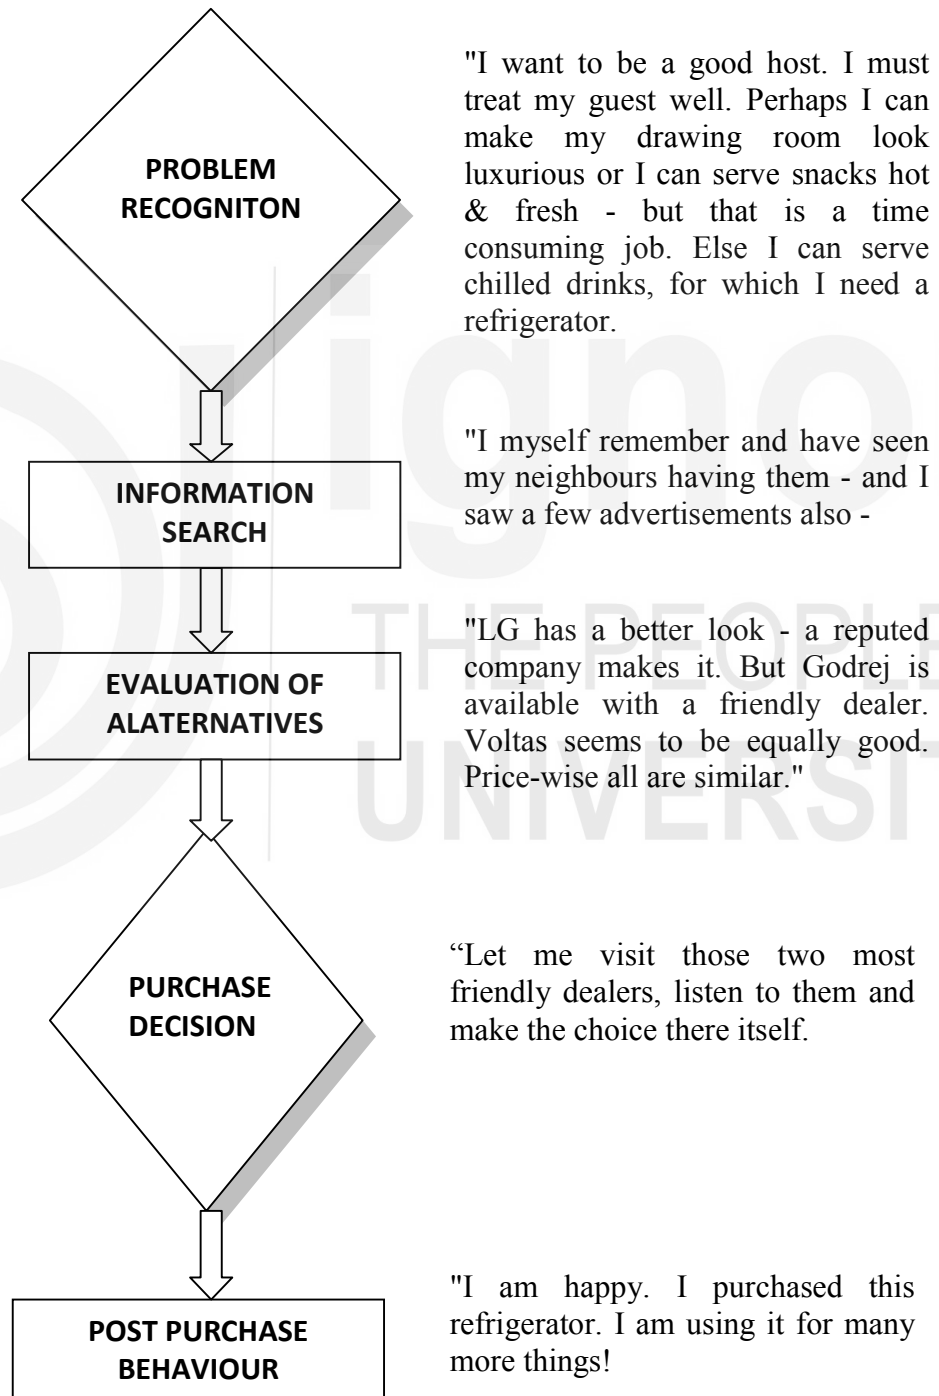 PROBLEM
RECOGNITON
"I want to be a good host. I must
treat my guest well. Perhaps I can
make my drawing room look
luxurious or I can serve snacks hot
& fresh - but that is a time
consuming job. Else I can serve
chilled drinks, for which I need a
refrigerator.
INFORMATION
SEARCH
"I myself remember and have seen
my neighbours having them - and I
saw a few advertisements also -
EVALUATION OF
ALATERNATIVES
"LG has a better look - a reputed
company makes it. But Godrej is
available with a friendly dealer.
Voltas seems to be equally good.
Price-wise all are similar."
PURCHASE
DECISION
“Let me visit those two most
friendly dealers, listen to them and
make the choice there itself.
POST PURCHASE
BEHAVIOUR
"I am happy. I purchased this
refrigerator. I am using it for many
more things!
igno
THE PEOPLE
UNIVERSIT